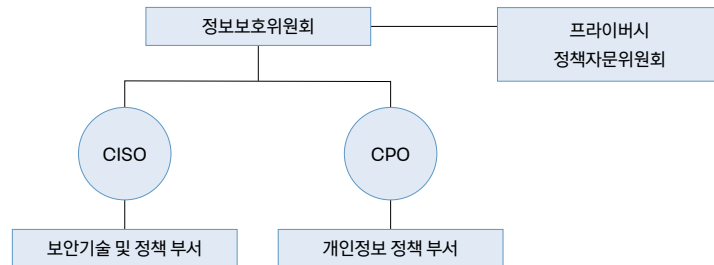 정보보호위원회
프라이버시
정책자문위원회
CISO
CPO
보안기술 및 정책 부서
개인정보 정책 부서